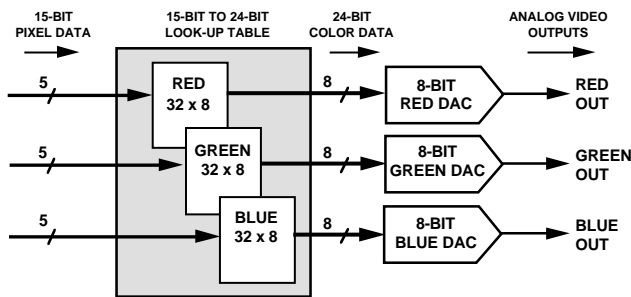 15-BIT
PIXEL DATA
15-BIT TO 24-BIT
LOOK-UP TABLE
24-BIT
COLOR DATA
ANALOG VIDEO
OUTPUTS
5
RED
32 x 8
8
8-BIT
RED DAC
RED
OUT
5
GREEN
32 x 8
8
8-BIT
GREEN DAC
GREEN
OUT
5
BLUE
32 x 8
8
8-BIT
BLUE DAC
BLUE
OUT